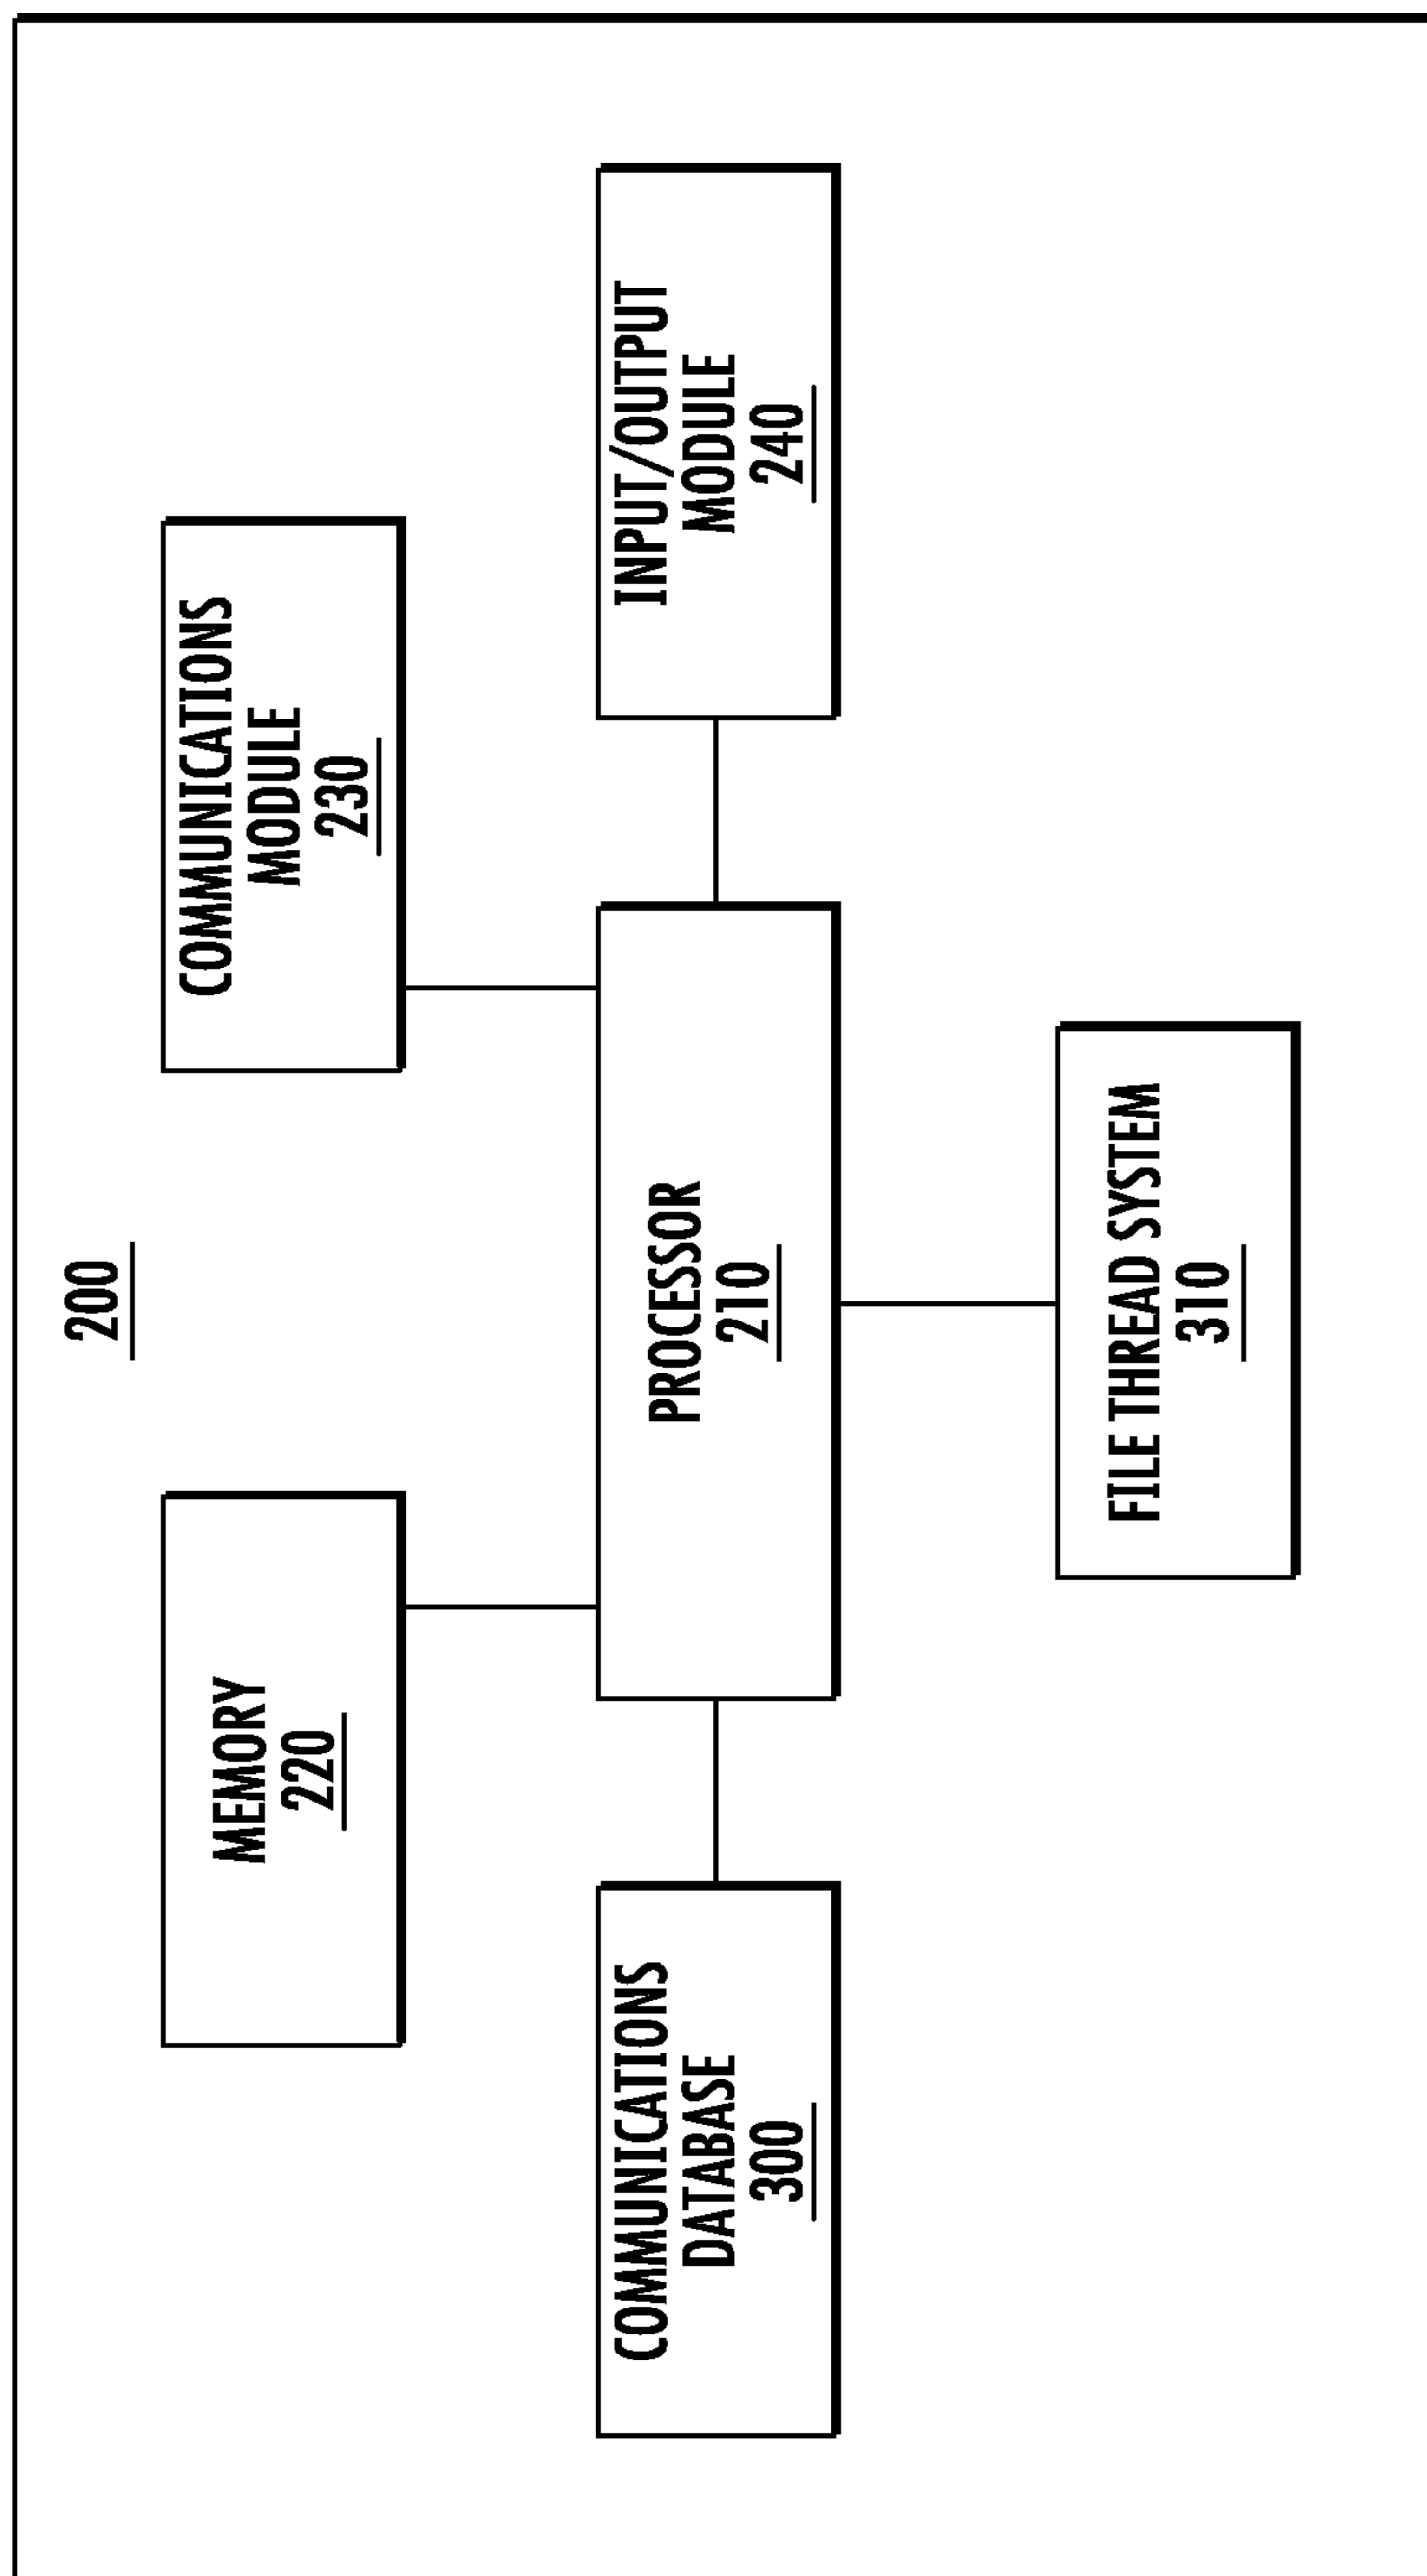 200
MEMORY
220
COMMUNICATIONS
MODULE
230
COMMUNICATIONS
DATABASE
300
PROCESSOR
210
INPUT/OUTPUT
MODULE
240
FILE THREAD SYSTEM
310